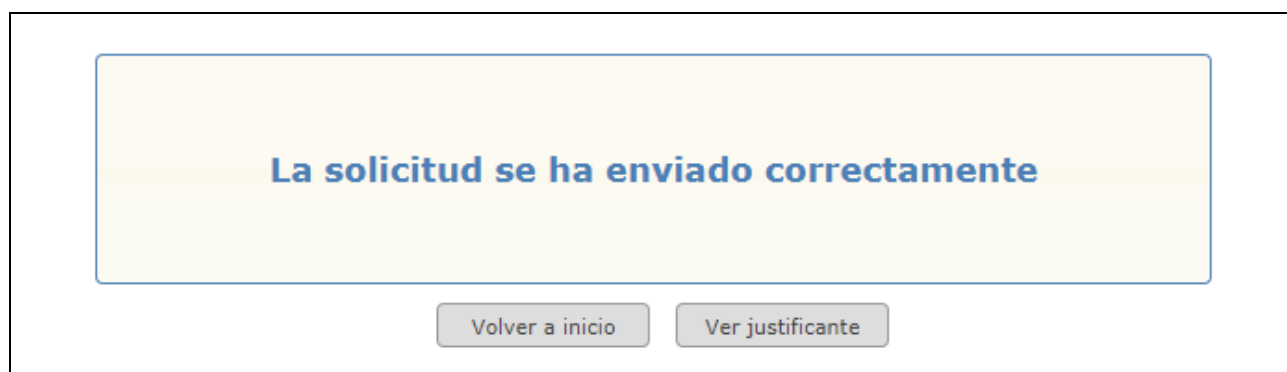 La solicitud se ha enviado correctamente
Volver a inicio Ver justificante